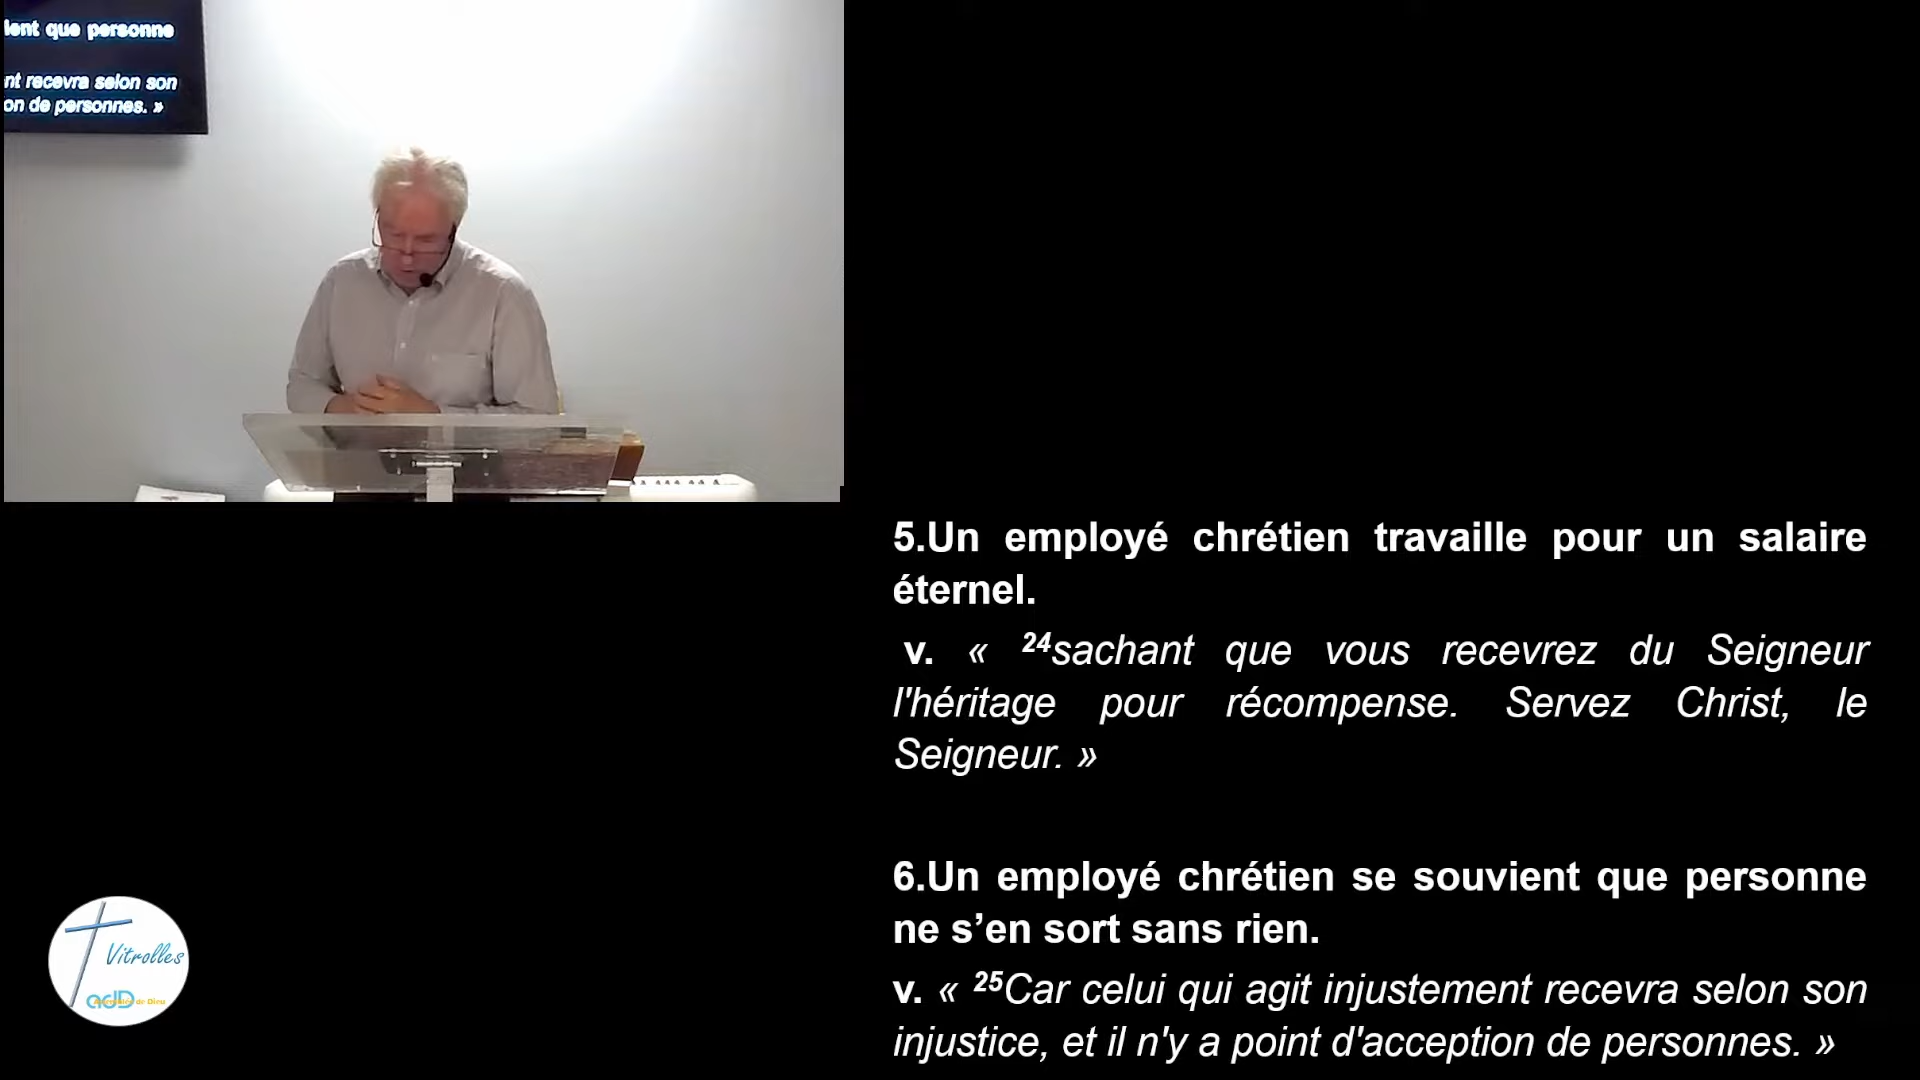 que personne
recevra selon son
de personnes. »
5.Un employé chrétien travaille pour un salaire
éternel.
v. « 24sachant que vous recevrez du Seigneur
l'héritage pour récompense. Servez Christ, le
Seigneur. »
6.Un employé chrétien se souvient que personne
ne s’en sort sans rien.
v. « 25Car celui qui agit injustement recevra selon son
injustice, et il n'y a point d'acception de personnes. »
Vitrolles
adD
de Dieu